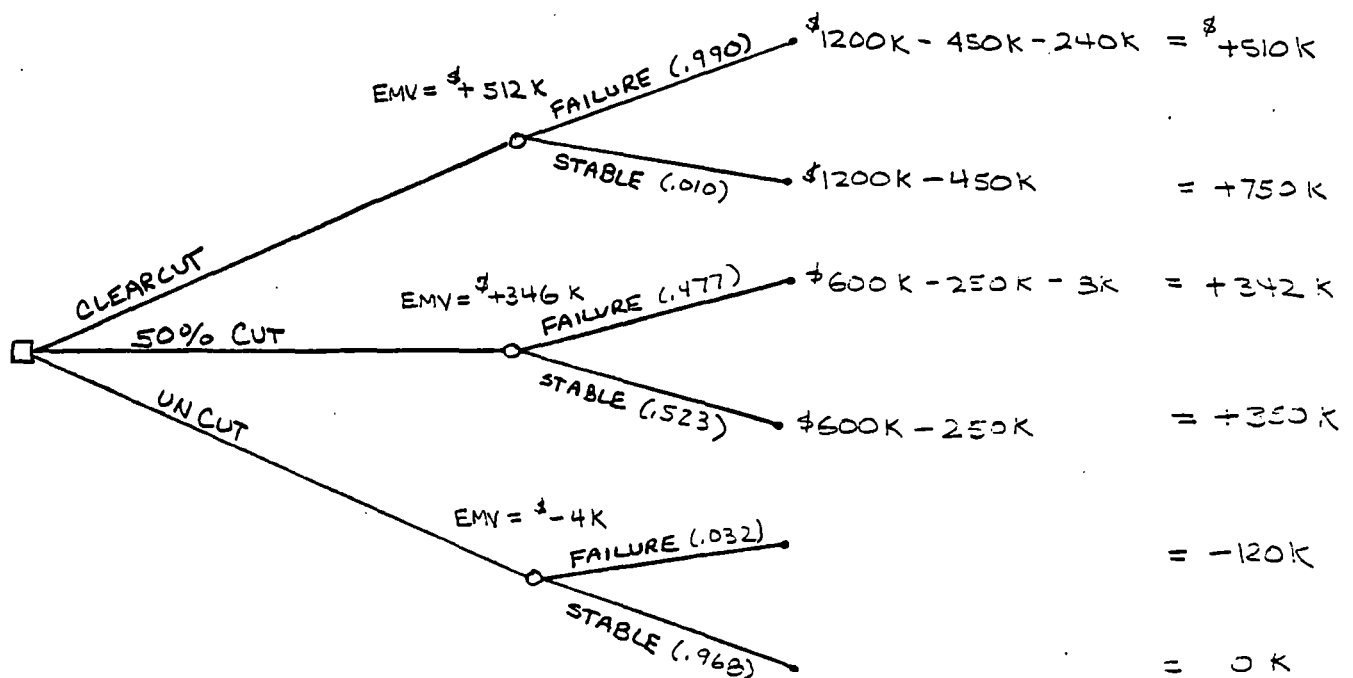 FAILURE (.990) $1200K - 450K - 240K = $+510K
EMV = $+512K
STABLE (.010) $1200K - 450K = +750K
CLEARCUT
EMV = $+346K
FAILURE (.477) $600K - 250K - 3K = +342K
50% CUT
STABLE (.523) $600K - 250K = +350K
UNCUT
EMV = $-4K
FAILURE (.032) = -120K
STABLE (.968) = 0K